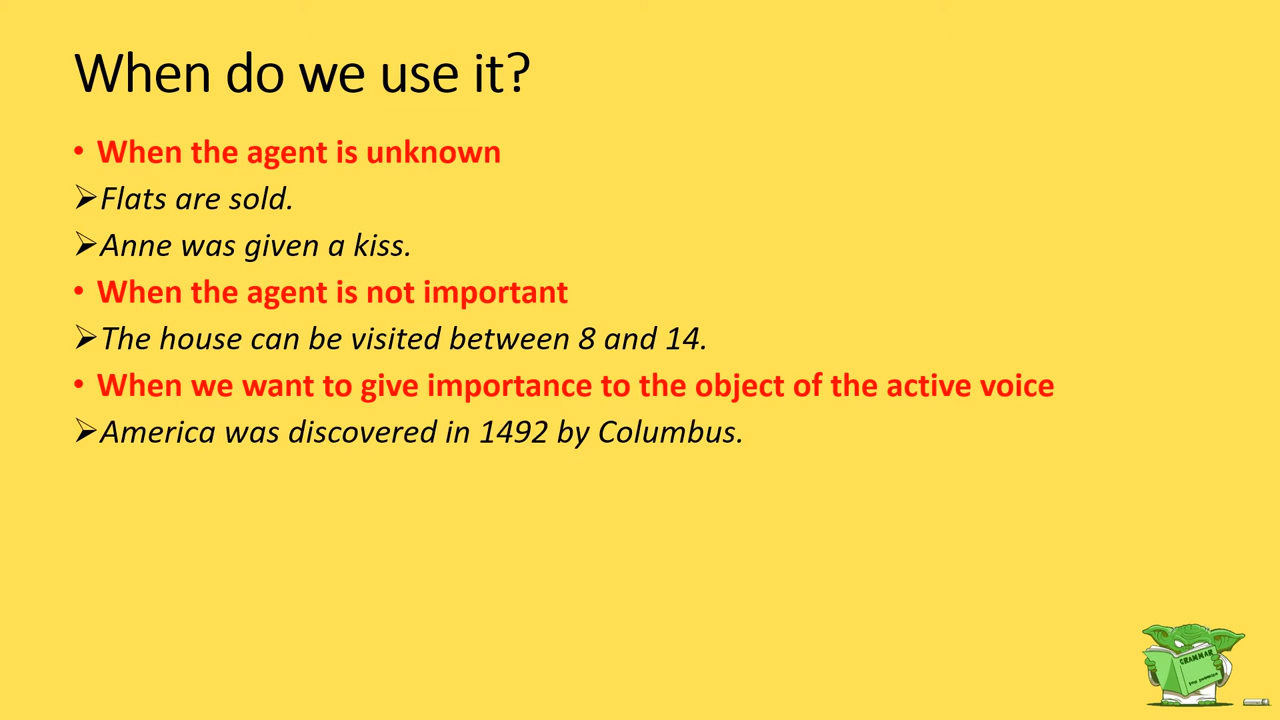 When do we use it?
• When the agent is unknown
➢Flats are sold.
➢Anne was given a kiss.
• When the agent is not important
➢The house can be visited between 8 and 14.
• When we want to give importance to the object of the active voice
➢America was discovered in 1492 by Columbus.
GRAMMAR